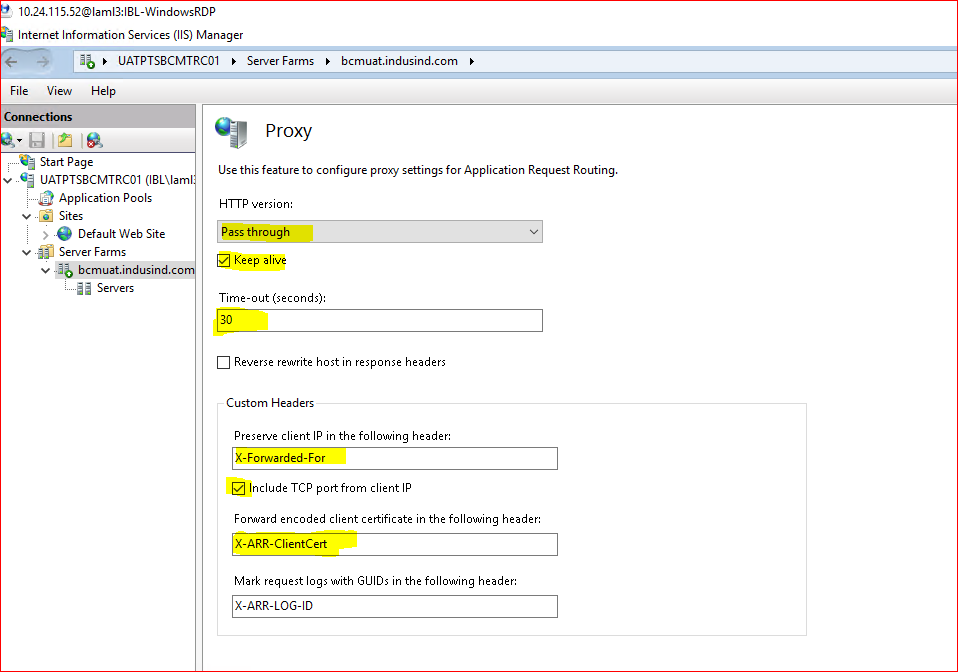 10.24.115.52@Iaml3:IBL-WindowsRDP
Internet Information Services (IIS) Manager
UATPTSBCMTRC01 Server Farms bcmuat.indusind.com
File View Help
Connections
Start Page
UATPTSBCMTRC01 (IBL\Iaml3
Application Pools
Sites
Default Web Site
Server Farms
bcmuat.indusind.com
Servers
Proxy
Use this feature to configure proxy settings for Application Request Routing.
HTTP version:
Pass through
Keep alive
Time-out (seconds):
30
Reverse rewrite host in response headers
Custom Headers
Preserve client IP in the following header:
X-Forwarded-For
Include TCP port from client IP
Forward encoded client certificate in the following header:
X-ARR-ClientCert
Mark request logs with GUIDs in the following header:
X-ARR-LOG-ID